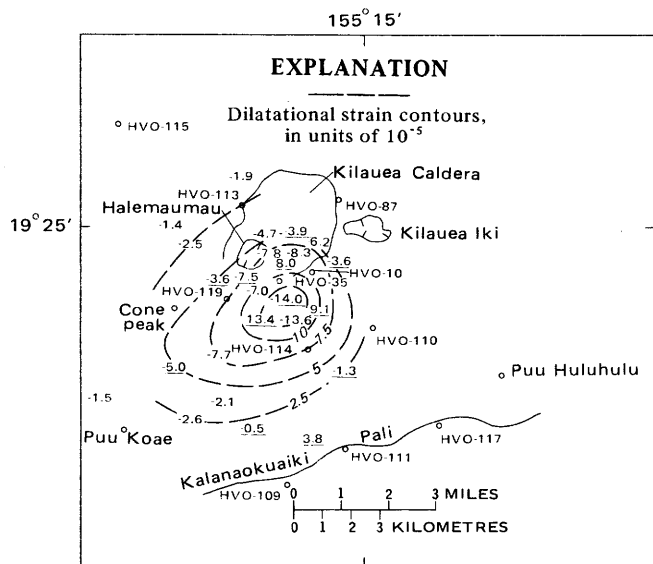 155° 15′
EXPLANATION
Dilatational strain contours,
in units of 10⁻⁵
HVO-115
-1.9
Kilauea Caldera
HVO-113
HVO-87
Halemaumau
19° 25′
-1.4
-4.7 -3.9
Kilauea Iki
-2.5
6.2
-7.8 -8.3
-3.6
8.0
HVO-10
-3.6 -7.5
HVO-35
HVO-119 -7.0
-14.0
Cone
peak
9.1
13.4 -13.6
HVO-110
10 7.5
-7.7 HVO-114
-5.0
5
-1.3
Puu Huluhulu
-1.5
-2.1 2.5
-2.6
-0.5
Puu Koae
3.8 Pali
HVO-117
HVO-111
Kalanaokuaiki
HVO-109
0 1 2 3 MILES
0 1 2 3 KILOMETRES